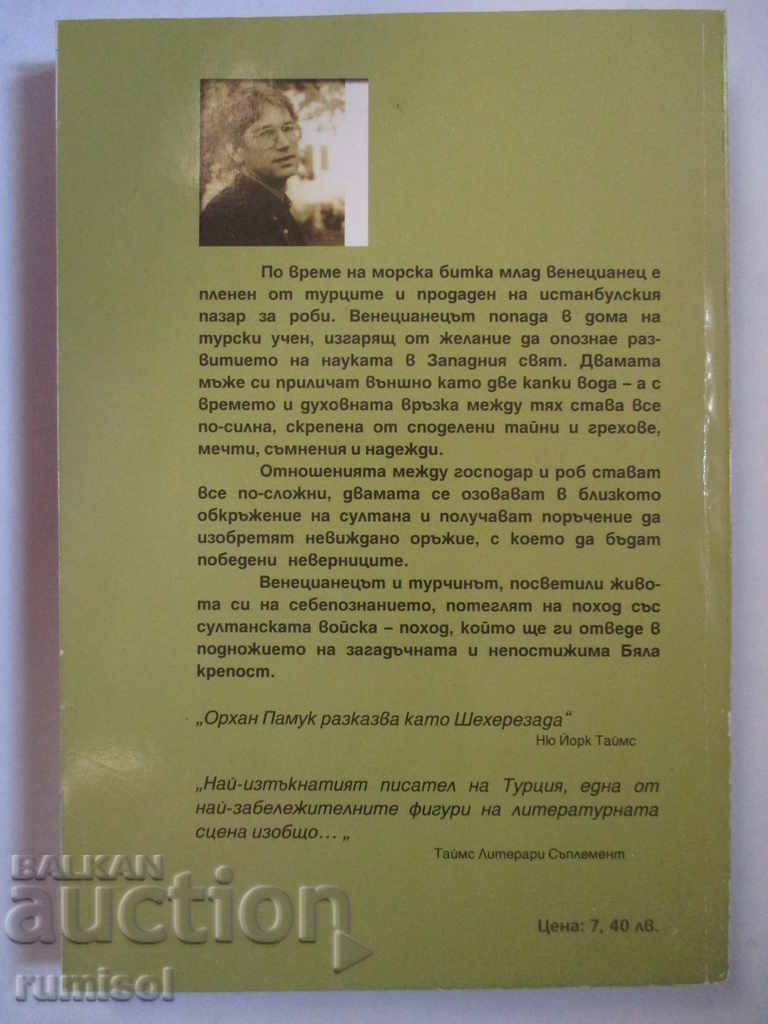 По време на морска битка млад венецианец е
пленен от турците и продаден на истанбулския
пазар за роби. Венецианецът попада в дома на
турски учен, изгарящ от желание да опознае раз-
витието на науката в Западния свят. Двамата
мъже си приличат външно като две капки вода – а с
времето и духовната връзка между тях става все
по-силна, скрепена от споделени тайни и грехове,
мечти, съмнения и надежди.
Отношенията между господар и роб стават
все по-сложни, двамата се озовават в близкото
обкръжение на султана и получават поръчение да
изобретят невиждано оръжие, с което да бъдат
победени неверниците.
Венецианецът и турчинът, посветили живо-
та си на себепознанието, потеглят на поход със
султанската войска – поход, който ще ги отведе в
подножието на загадъчната и непостижима Бяла
крепост.
„Орхан Памук разказва като Шехерезада“
Ню Йорк Таймс
„Най-изтъкнатият писател на Турция, една от
най-забележителните фигури на литературната
сцена изобщо... „
Таймс Литерари Съплемент
Цена: 7, 40 лв.
BALKAN
auction
rumisol